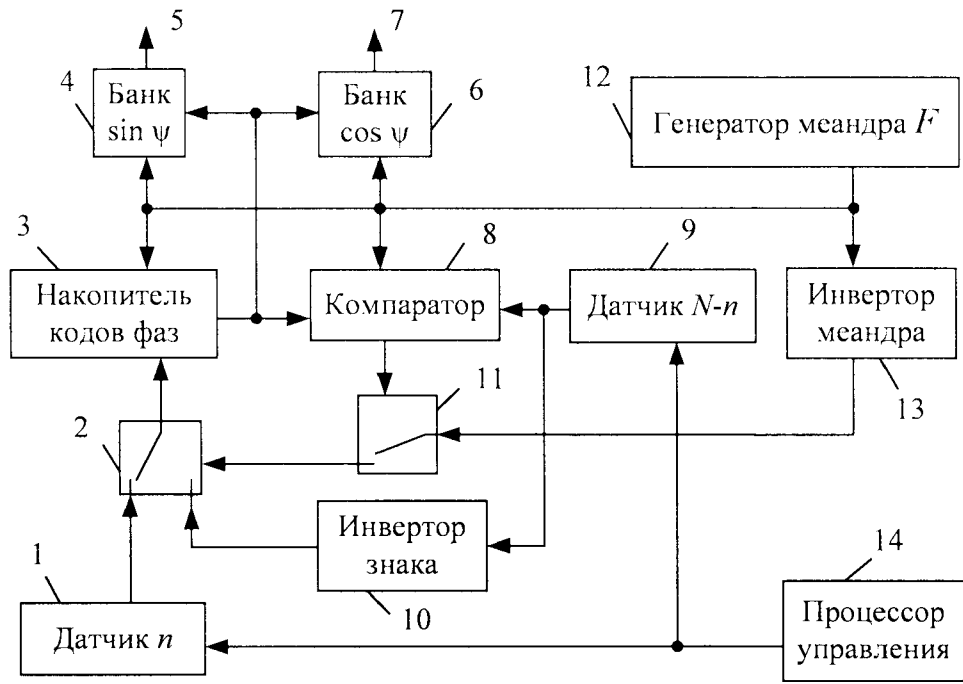 5
7
4
Банк
sin ψ
Банк
cos ψ
6
12
Генератор меандра F
3
Накопитель
кодов фаз
8
Компаратор
9
Датчик N-n
Инвертор
меандра
13
11
2
Инвертор
знака
10
1
Датчик n
14
Процессор
управления